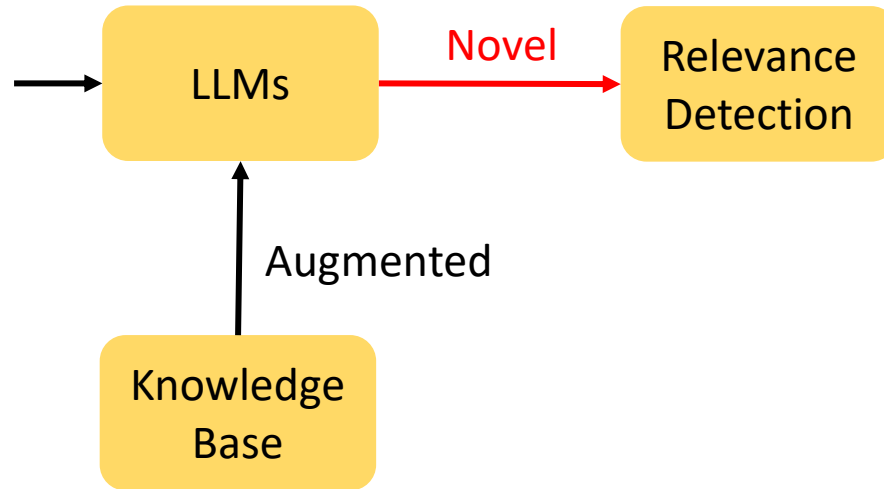 Novel
LLMs
Relevance
Detection
Augmented
Knowledge
Base